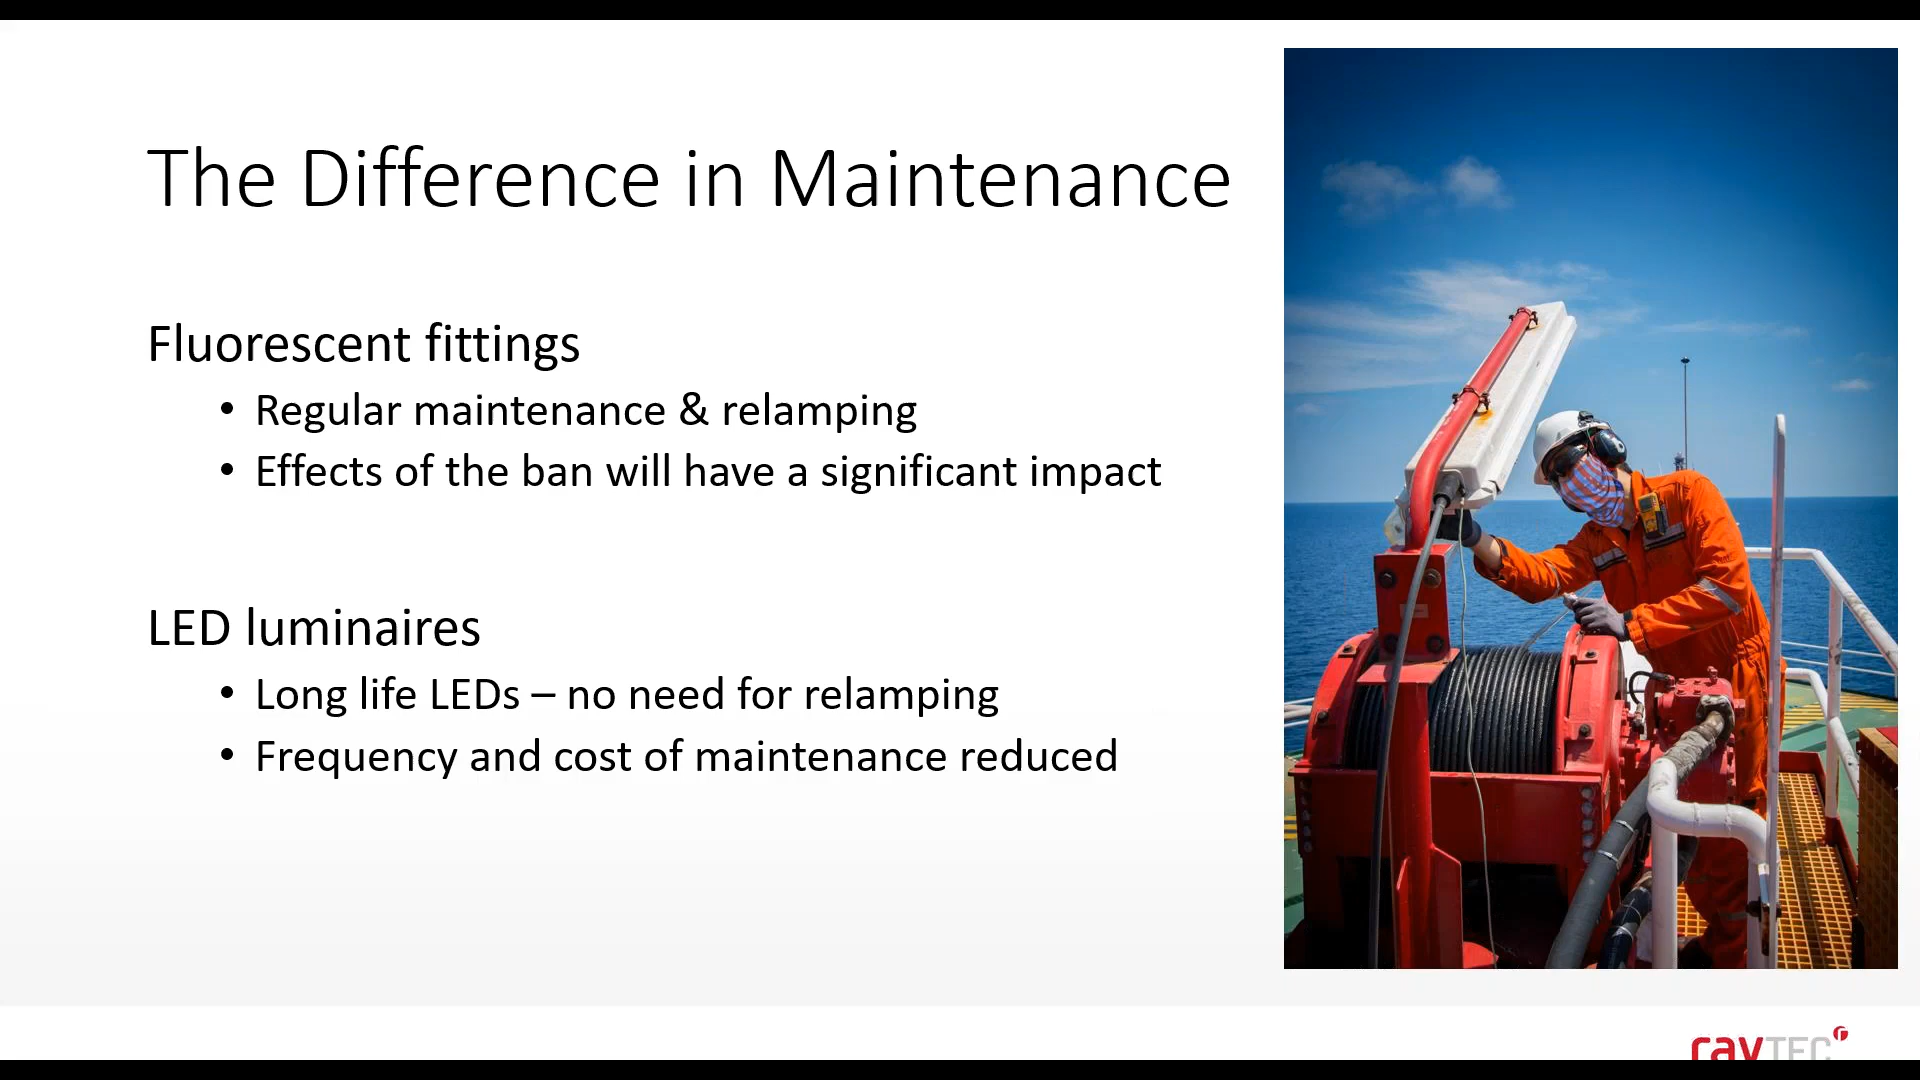 The Difference in Maintenance
Fluorescent fittings
• Regular maintenance & relamping
• Effects of the ban will have a significant impact
LED luminaires
• Long life LEDs – no need for relamping
• Frequency and cost of maintenance reduced